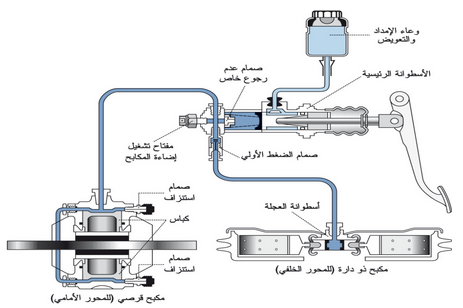 وعاء الإمداد
والتعويض
صمام عدم
رجوع خاص
الأسطوانة الرئيسية
مفتاح تشغيل
إضاءة المكابح
صمام الضغط الأولي
صمام
استنزاف
كباس
أسطوانة العجلة
صمام
استنزاف
مكبح ذو دارة (للمحور الخلفي)
مكبح قرصي (للمحور الأمامي)